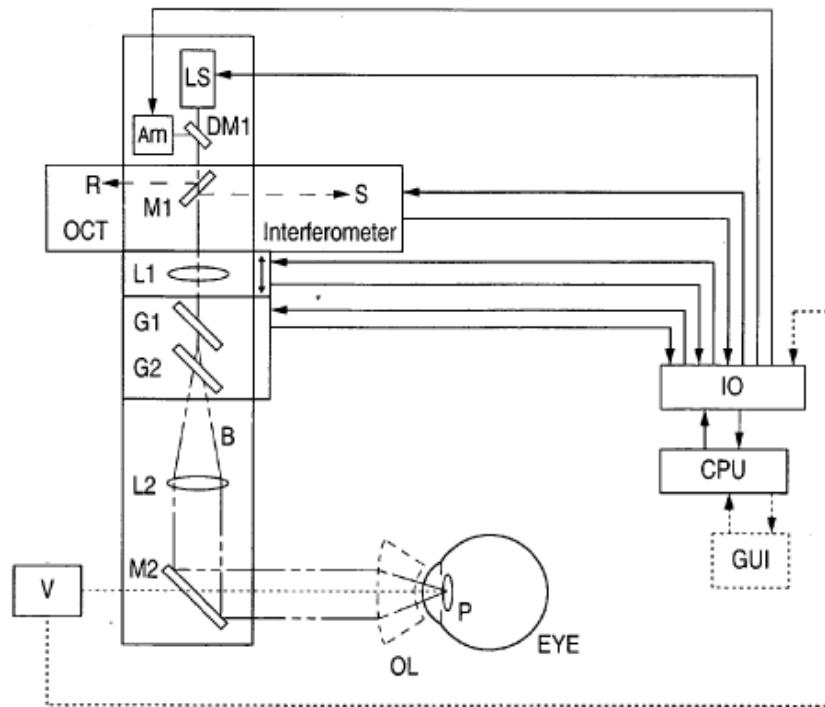 LS
Am
DM1
R
M1
S
OCT
Interferometer
L1
G1
G2
IO
B
CPU
L2
GUI
M2
V
P
OL
EYE